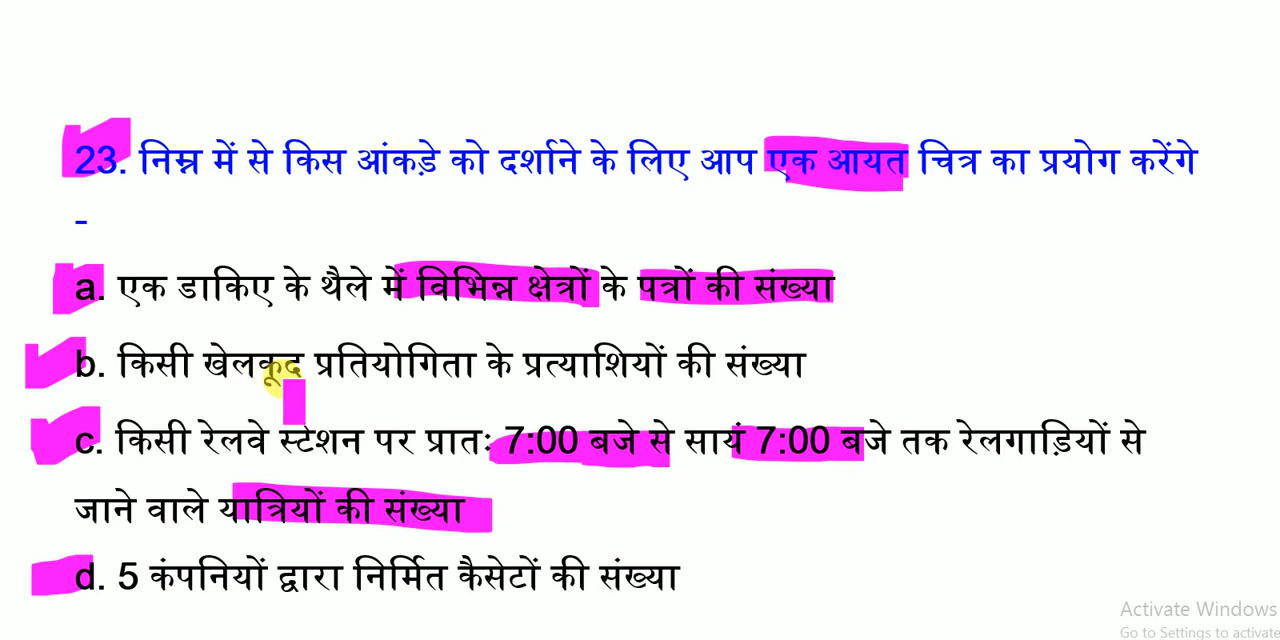 23. निम्न में से किस आंकड़े को दर्शाने के लिए आप एक आयत चित्र का प्रयोग करेंगे
-
a. एक डाकिए के थैले में विभिन्न क्षेत्रों के पत्रों की संख्या
b. किसी खेलकूद प्रतियोगिता के प्रत्याशियों की संख्या
c. किसी रेलवे स्टेशन पर प्रातः 7:00 बजे से सायं 7:00 बजे तक रेलगाड़ियों से
जाने वाले यात्रियों की संख्या
d. 5 कंपनियों द्वारा निर्मित कैसेटों की संख्या
Activate Windows
Go to Settings to activate